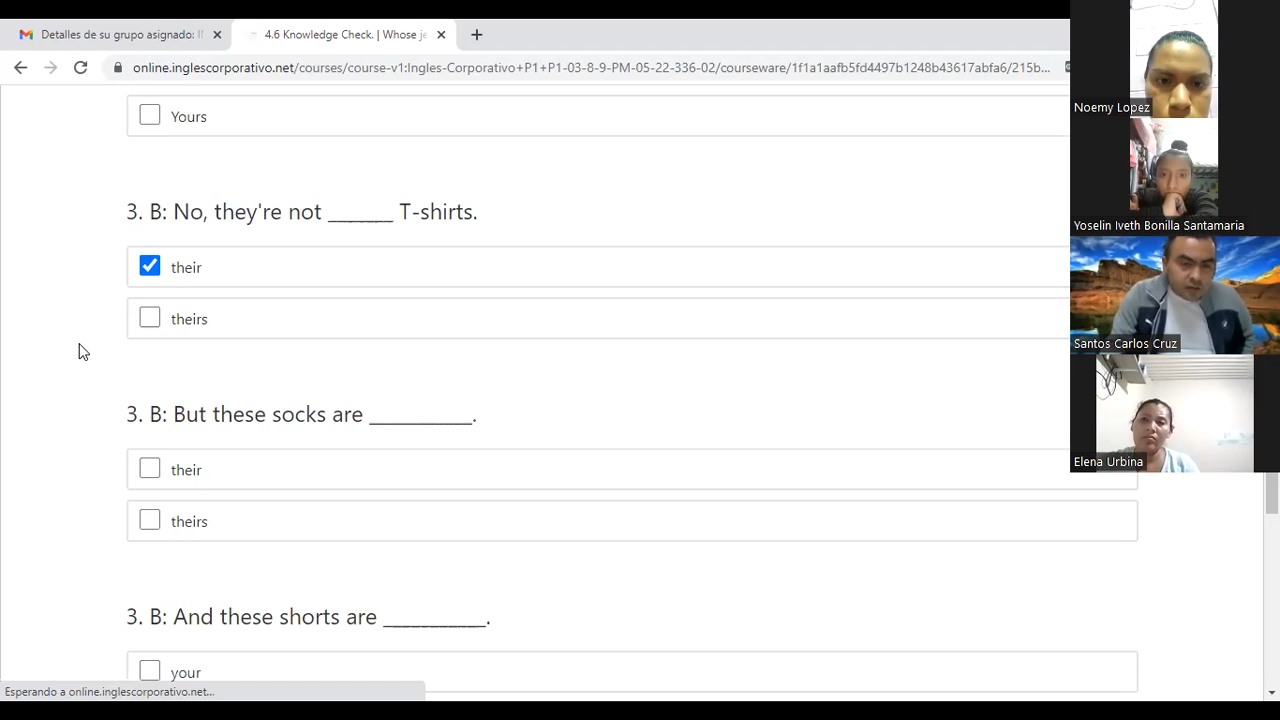 Detalles de su grupo asignado: I
4.6 Knowledge Check. | Whose je
online.inglescorporativo.net/courses/course-v1:Ingles-Corporativo+P1+P1-03-8-9-PM-05-22-336-02/courseware/1f1a1aafb5fd4497b1248b43617abfa6/215b...
Yours
3. B: No, they're not _______ T-shirts.
their
theirs
3. B: But these socks are ___________.
their
theirs
3. B: And these shorts are ___________.
your
Esperando a online.inglescorporativo.net...
Noemy Lopez
Yoselin Iveth Bonilla Santamaria
Santos Carlos Cruz
Elena Urbina